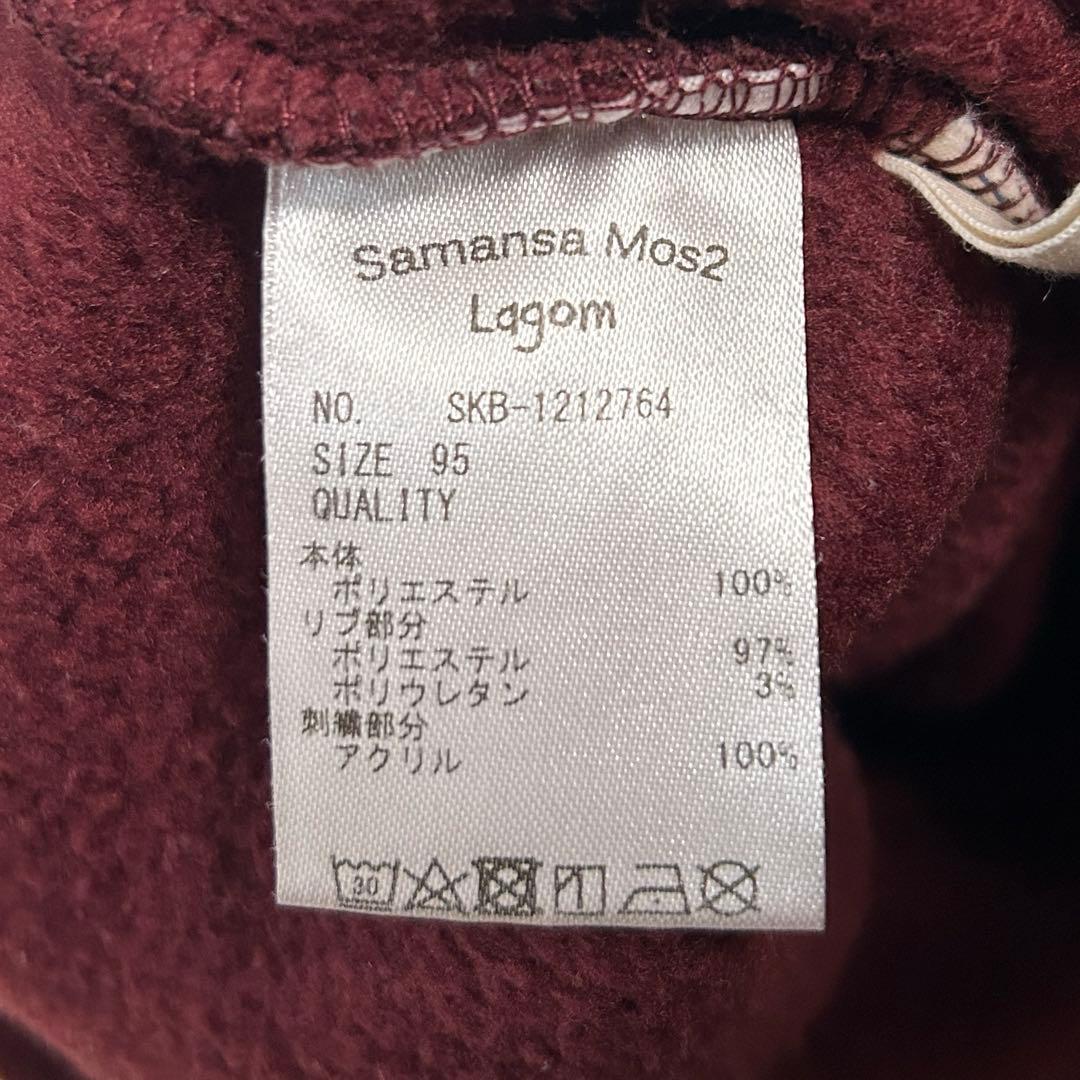 Samansa Mos2
Lagom
NO. SKB-1212764
SIZE 95
QUALITY
本体
ポリエステル 100%
リブ部分
ポリエステル 97%
ポリウレタン 3%
刺繍部分
アクリル 100%
30